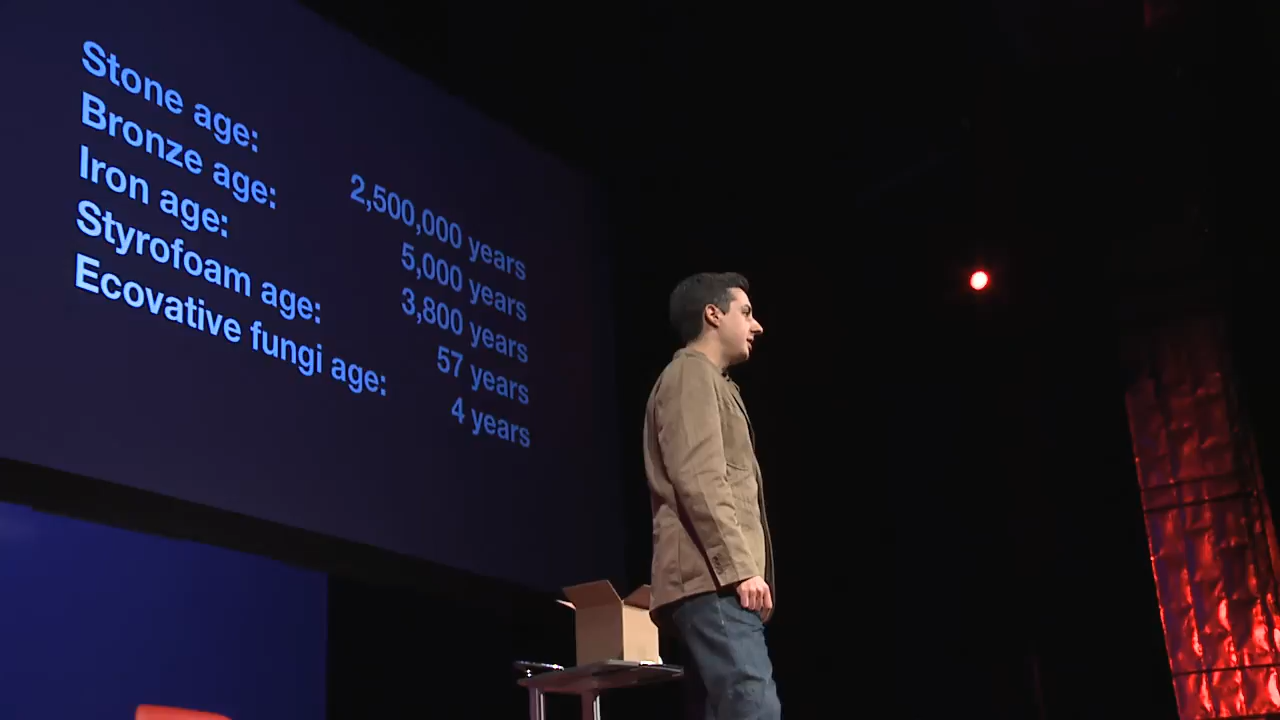 Stone age: 2,500,000 years
Bronze age: 5,000 years
Iron age: 3,800 years
Styrofoam age: 57 years
Ecovative fungi age: 4 years